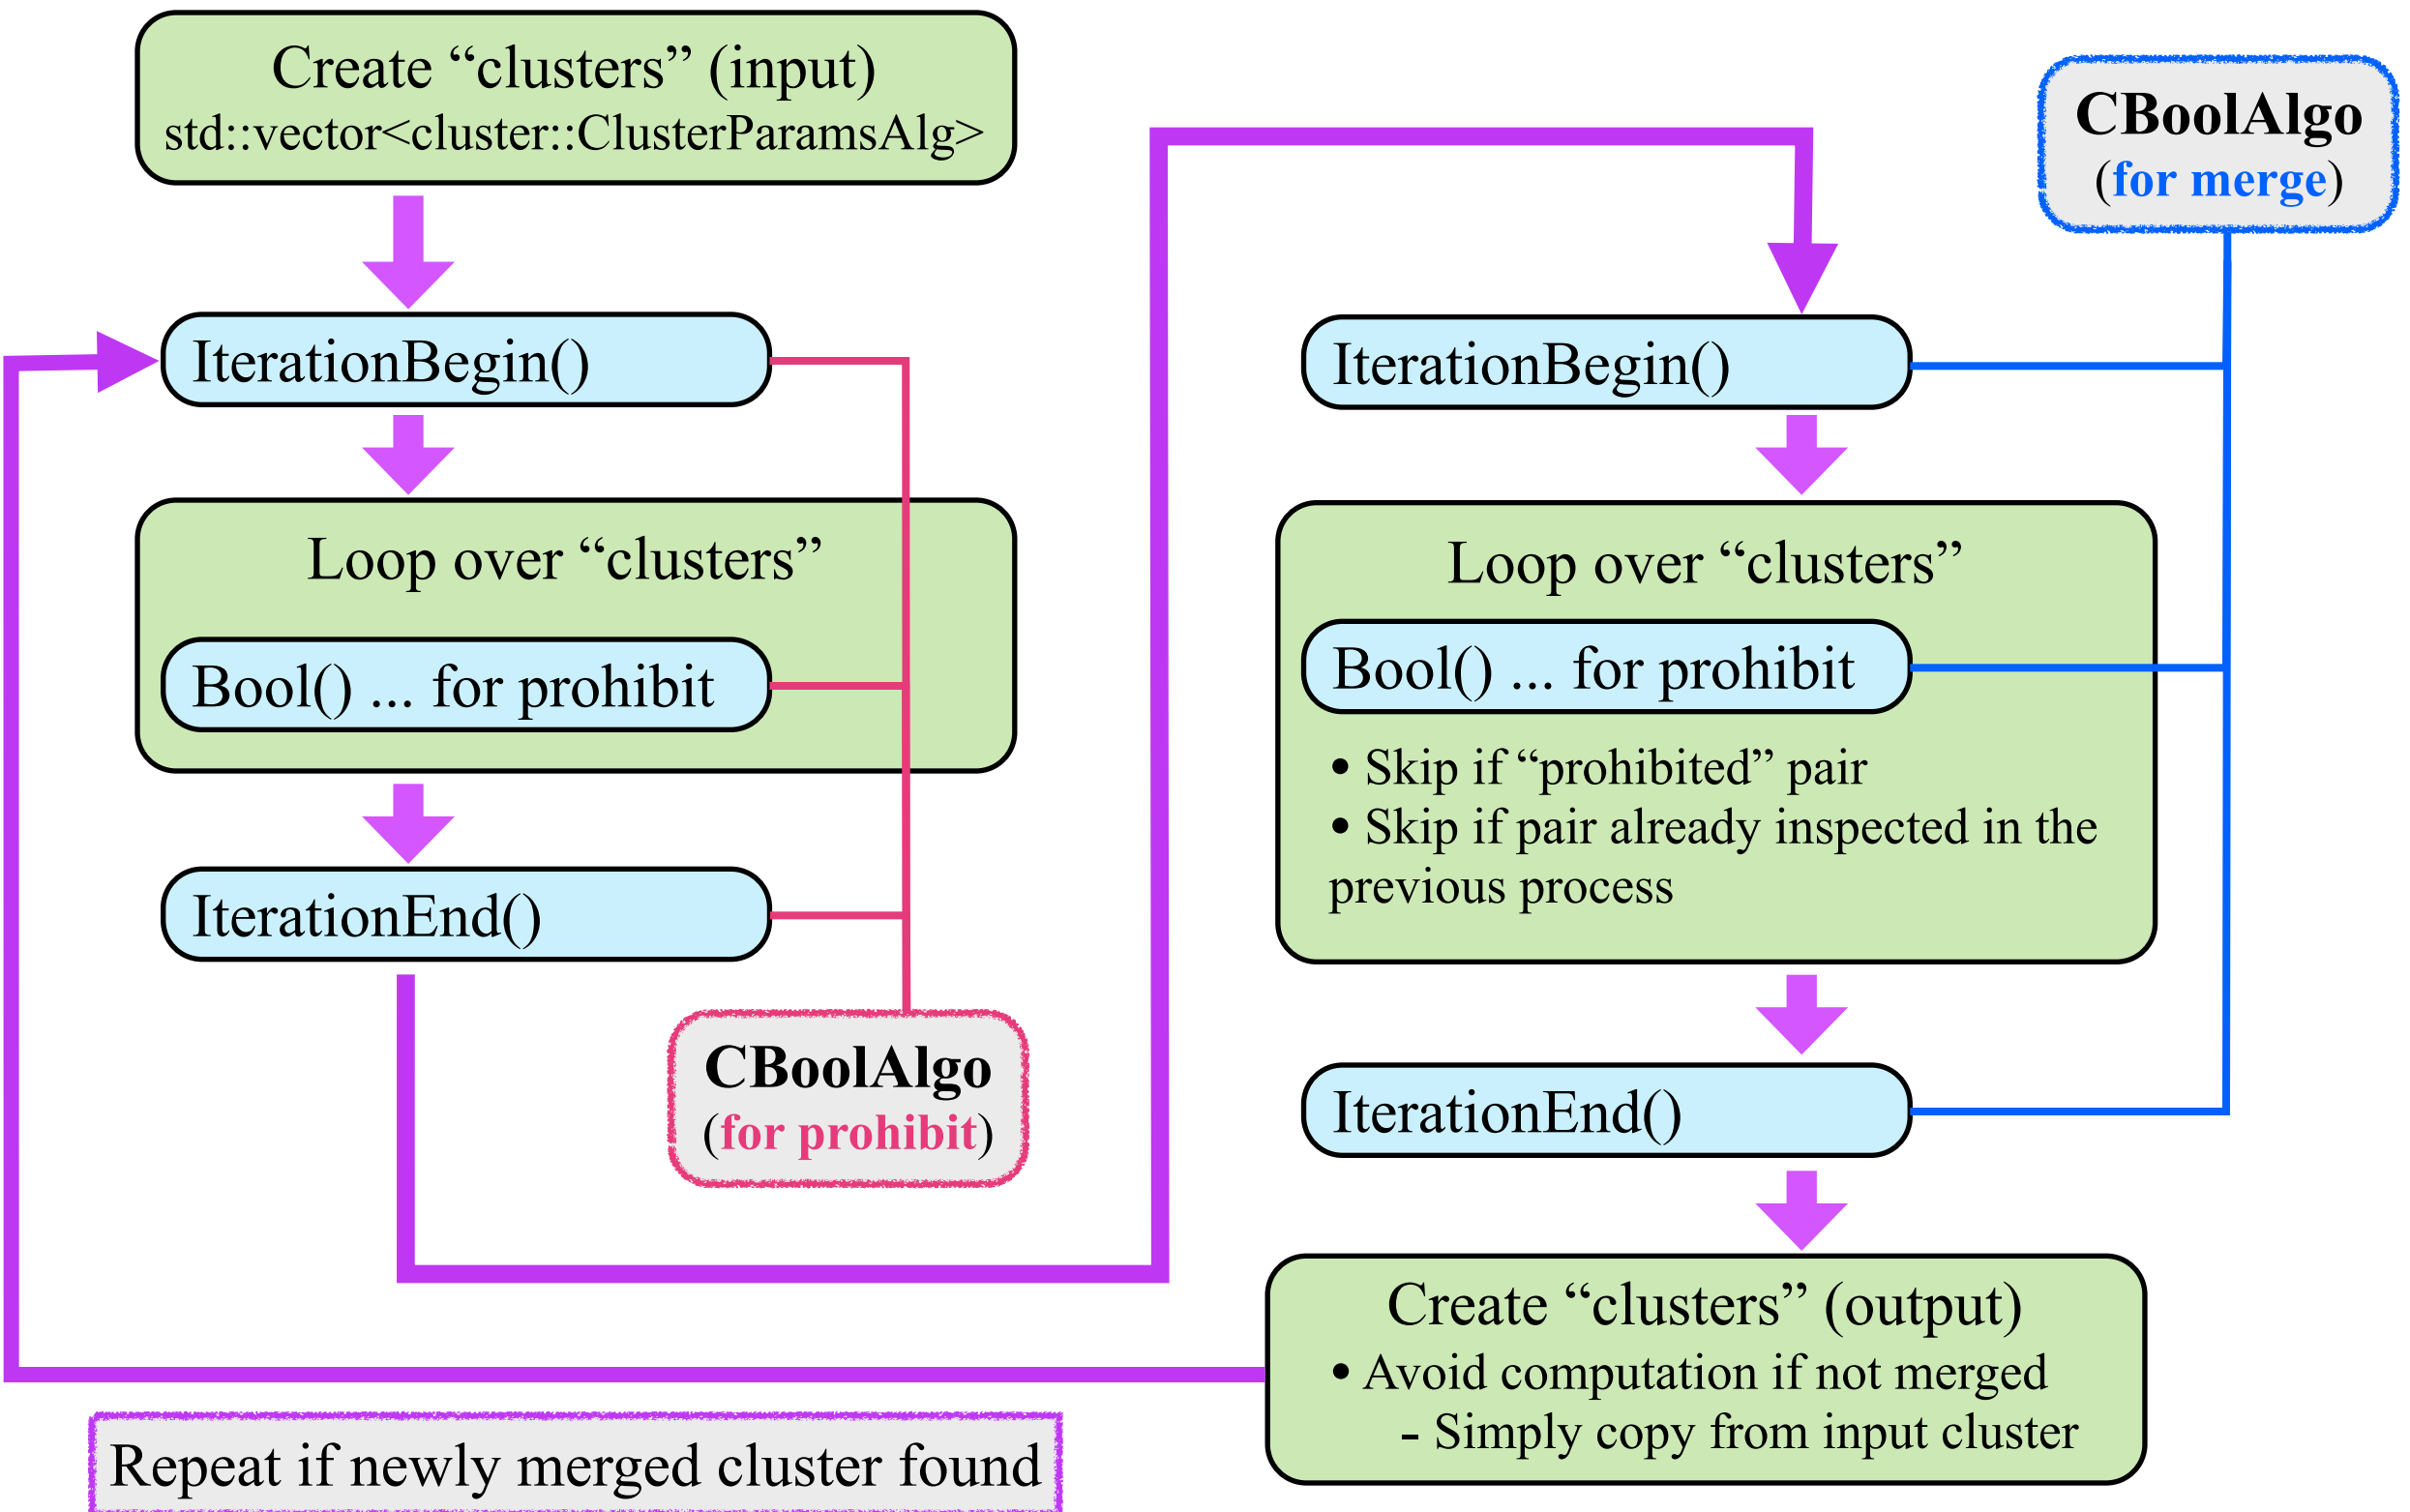 Create “clusters” (input)
std::vector<cluster::ClusterParamsAlg>
IterationBegin()
Loop over “clusters”
Bool() ... for prohibit
IterationEnd()
CBoolAlgo
(for prohibit)
CBoolAlgo
(for merge)
IterationBegin()
Loop over “clusters”
Bool() ... for prohibit
• Skip if “prohibited” pair
• Skip if pair already inspected in the
previous process
IterationEnd()
Create “clusters” (output)
• Avoid computation if not merged
- Simply copy from input cluster
Repeat if newly merged cluster found